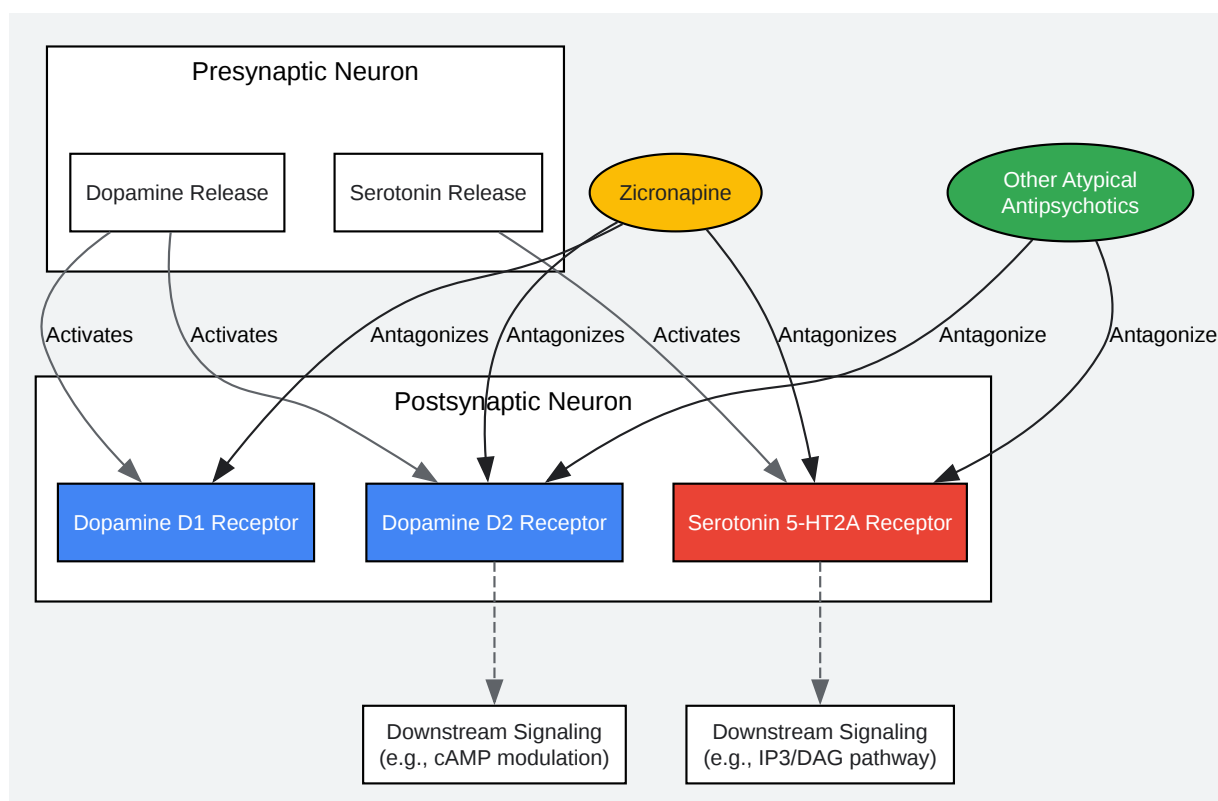 Presynaptic Neuron
Dopamine Release
Serotonin Release
Zicronapine
Other Atypical
Antipsychotics
Activates
Activates
Antagonizes
Antagonizes
Activates
Antagonizes
Antagonize
Antagonize
Postsynaptic Neuron
Dopamine D1 Receptor
Dopamine D2 Receptor
Serotonin 5-HT2A Receptor
Downstream Signaling
(e.g., cAMP modulation)
Downstream Signaling
(e.g., IP3/DAG pathway)